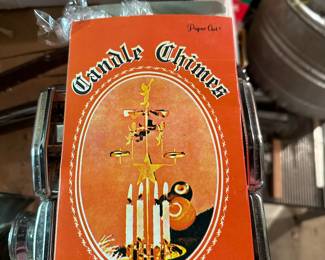 Paper Art
Candle Chimes